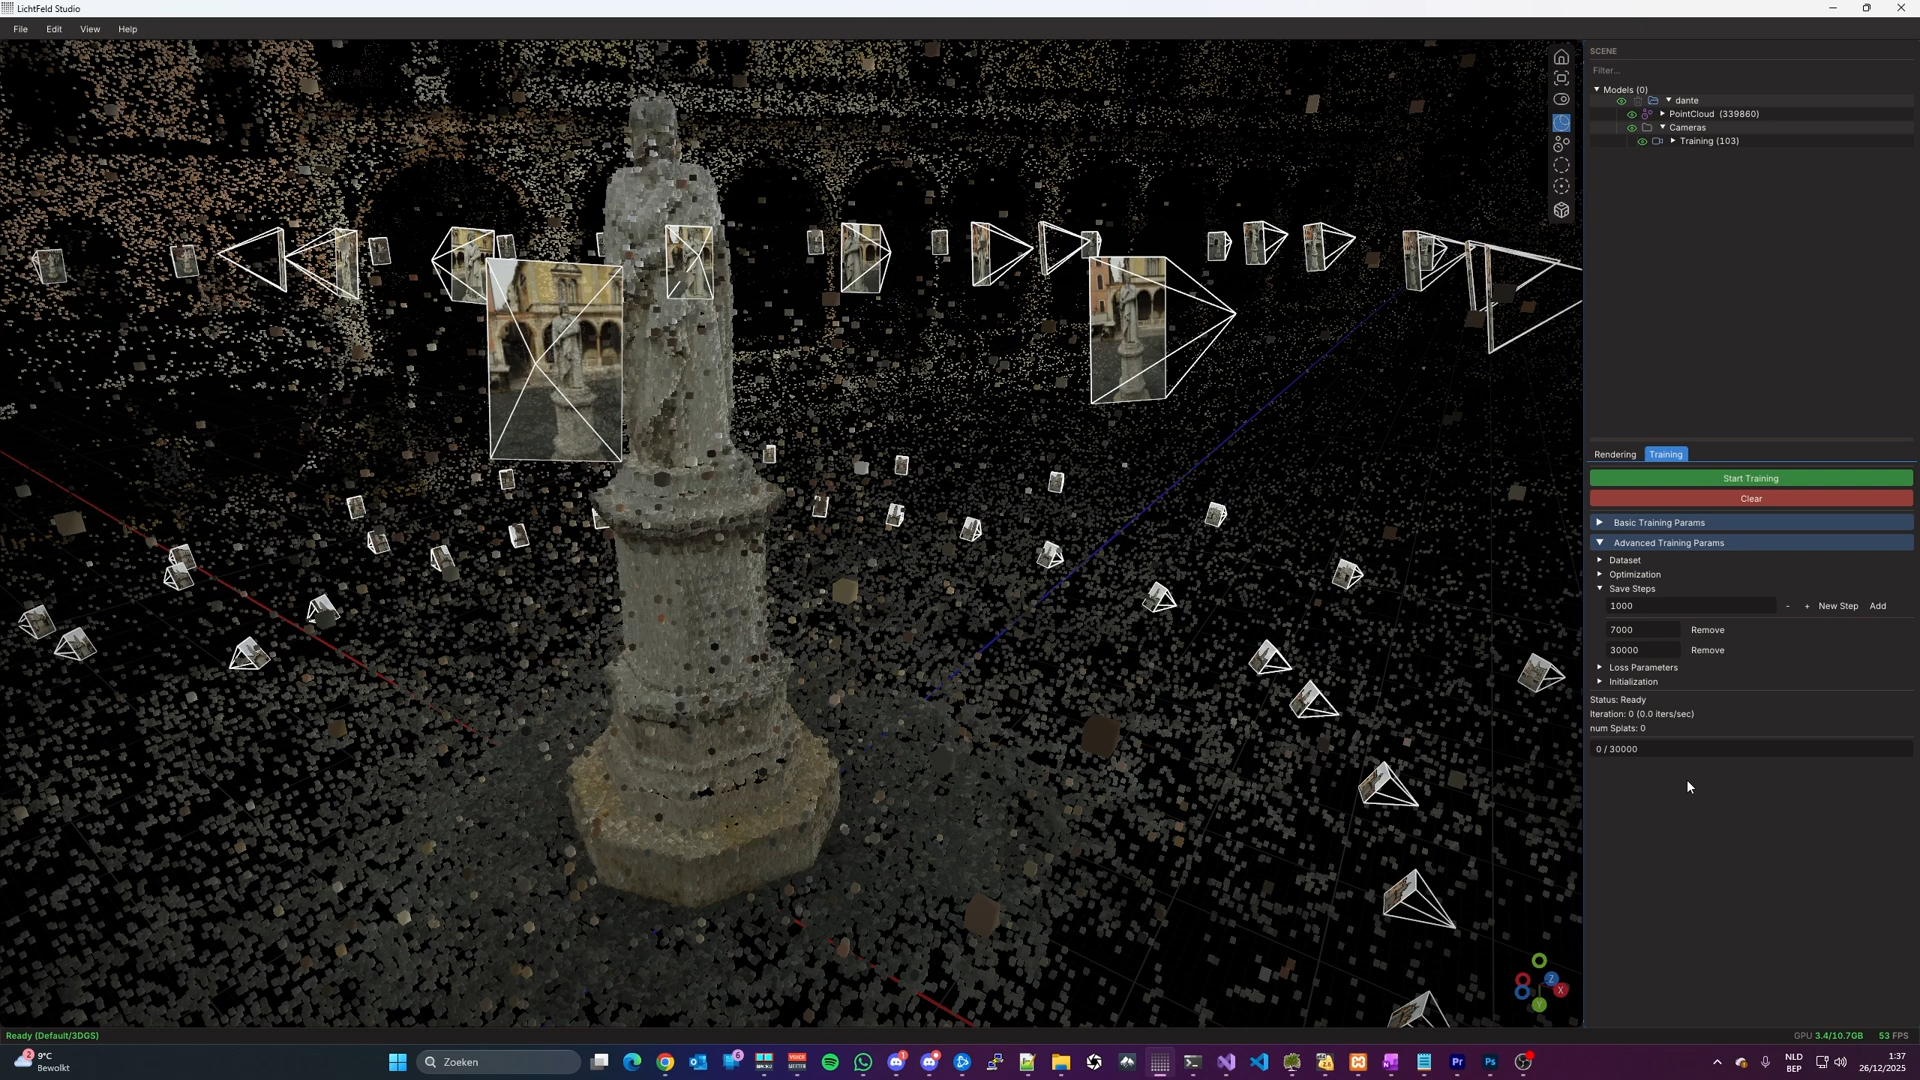 LichtFeld Studio
File Edit View Help
SCENE
Filter...
Models (0)
dante
PointCloud (339860)
Cameras
Training (103)
Rendering Training
Start Training
Clear
Basic Training Params
Advanced Training Params
Dataset
Optimization
Save Steps
1000 - + New Step Add
7000 Remove
30000 Remove
Loss Parameters
Initialization
Status: Ready
Iteration: 0 (0.0 iters/sec)
num Splats: 0
0 / 30000
Z
X
Y
Ready (Default/3DGS)
GPU 3.4/10.7GB 53 FPS
2
9°C
Bewolkt
Zoeken
6
1
NLD
BEP
1:37
26/12/2025